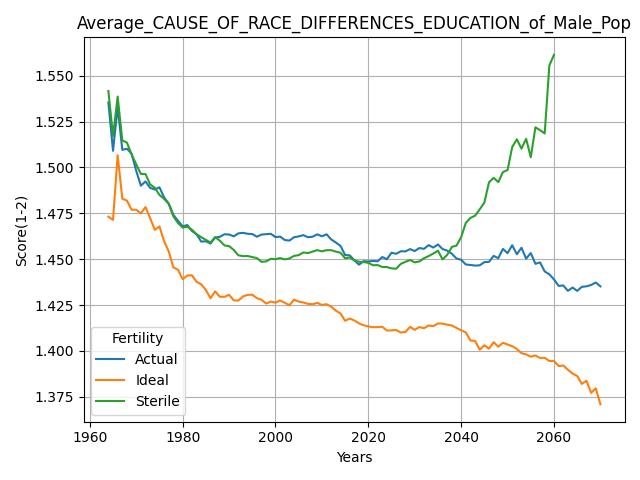 Average_CAUSE_OF_RACE_DIFFERENCES_EDUCATION_of_Male_Pop
Score(1-2)
1.550
1.525
1.500
1.475
1.450
1.425
1.400
1.375
Fertility
Actual
Ideal
Sterile
1960 1980 2000 2020 2040 2060
Years